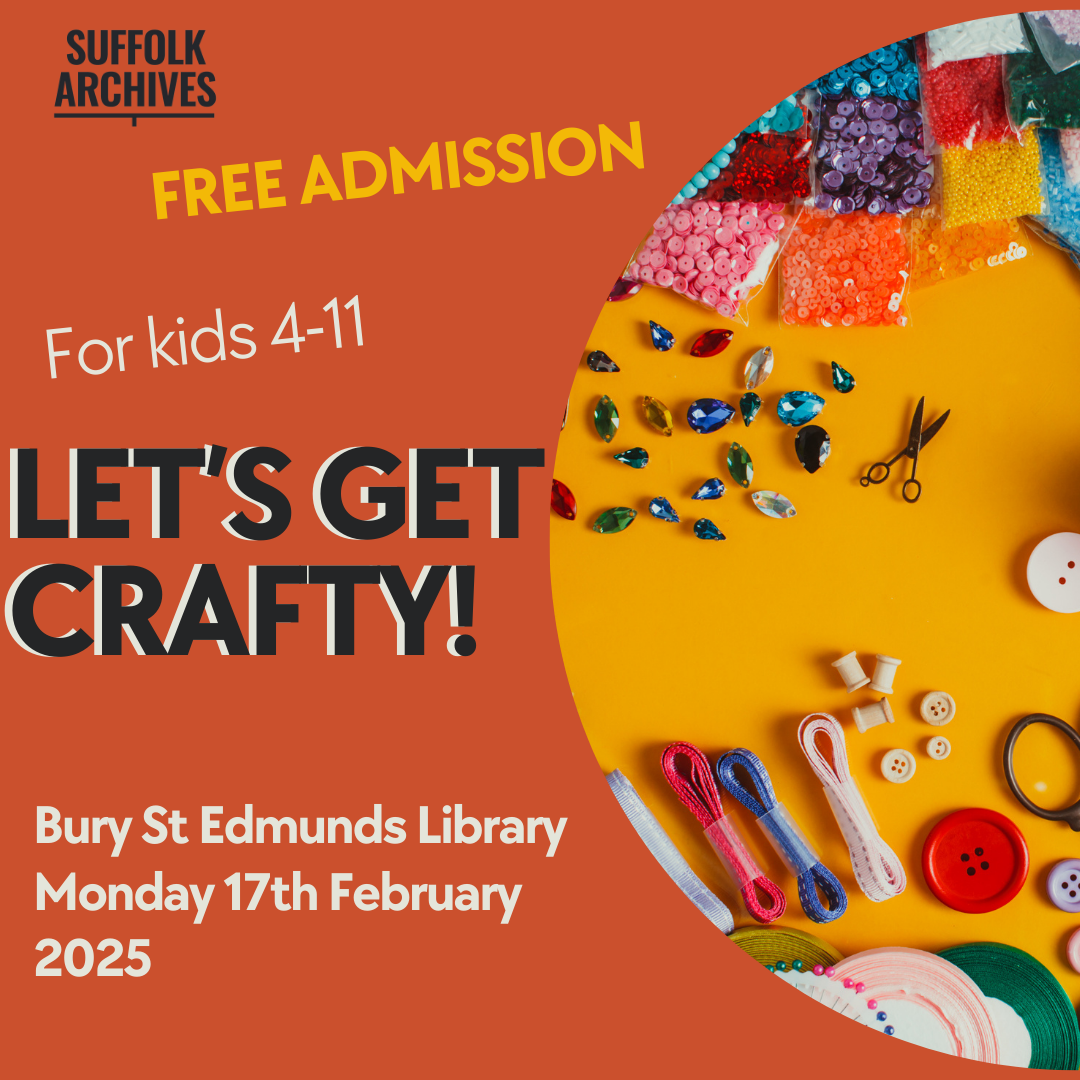 SUFFOLK
ARCHIVES
FREE ADMISSION
For kids 4-11
LET'S GET
CRAFTY!
Bury St Edmunds Library
Monday 17th February
2025